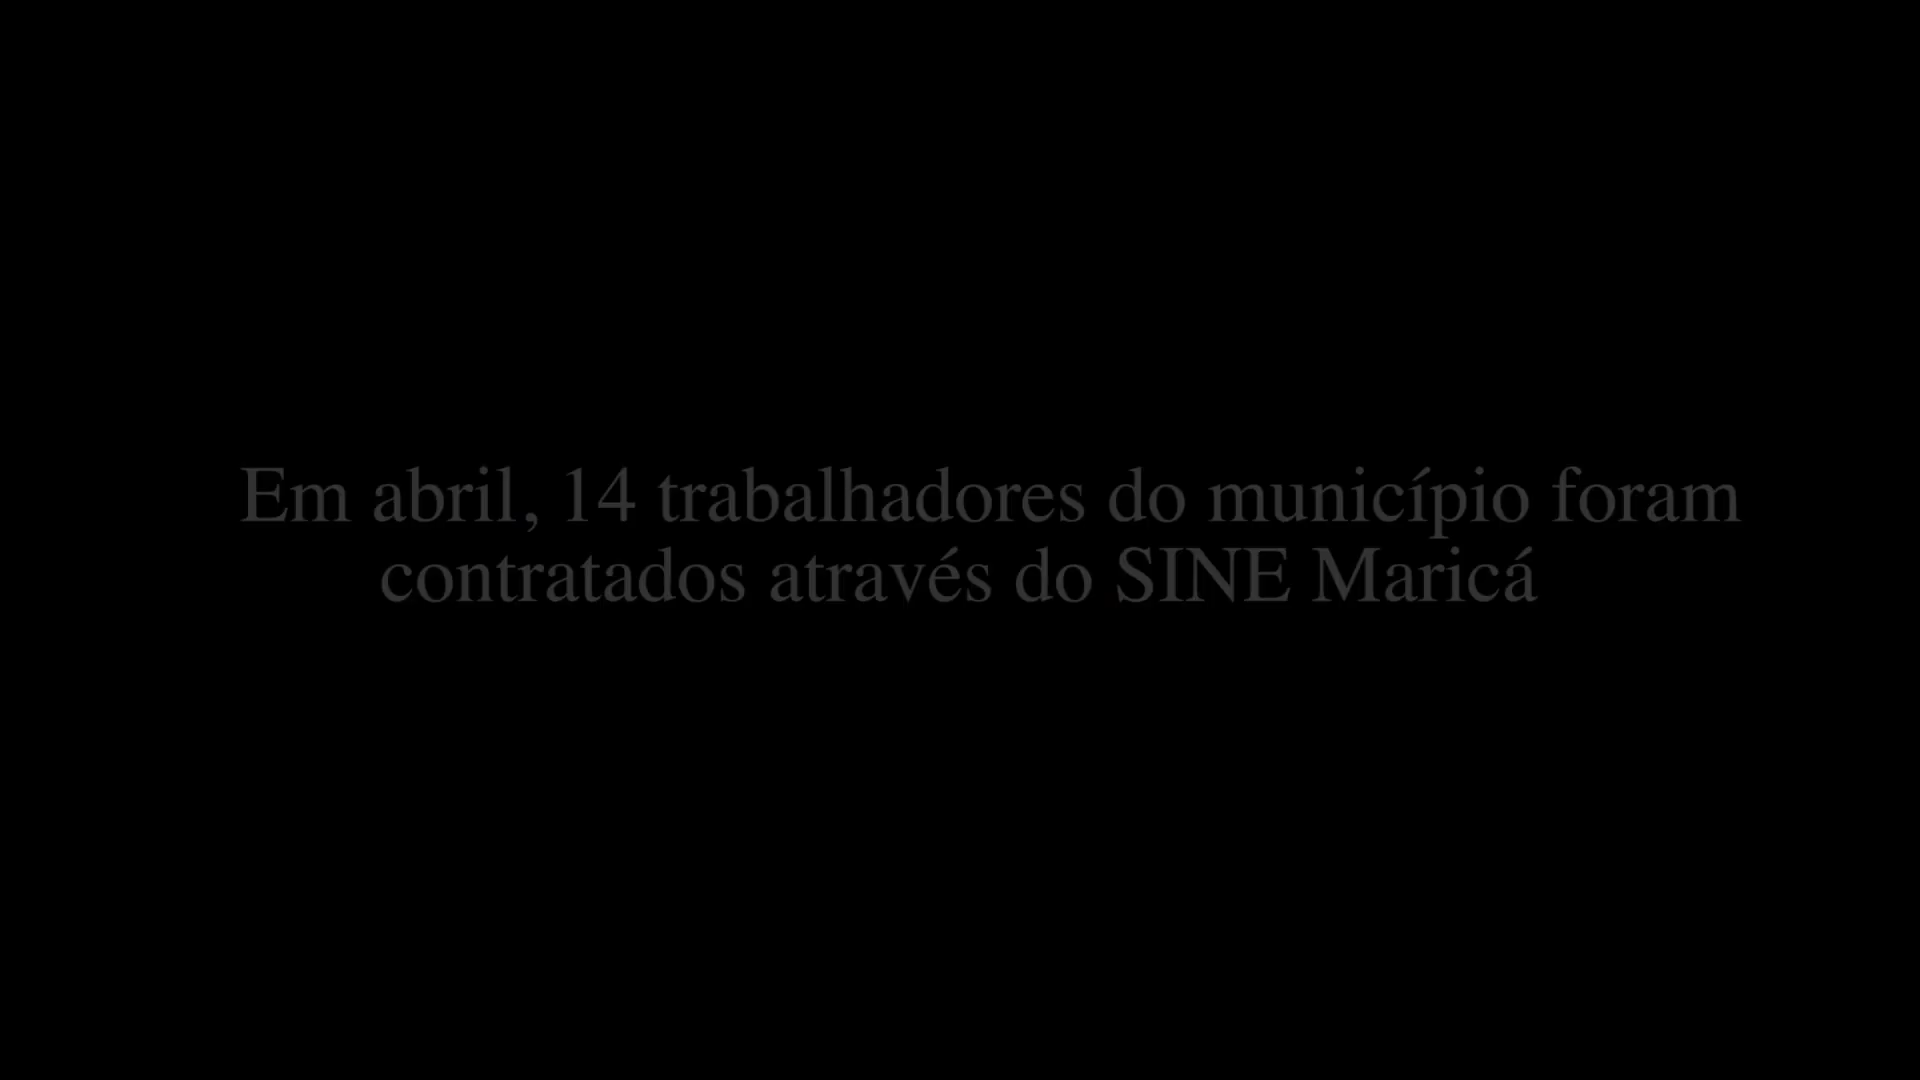 Em abril, 14 trabalhadores do município foram
contratados através do SINE Maricá